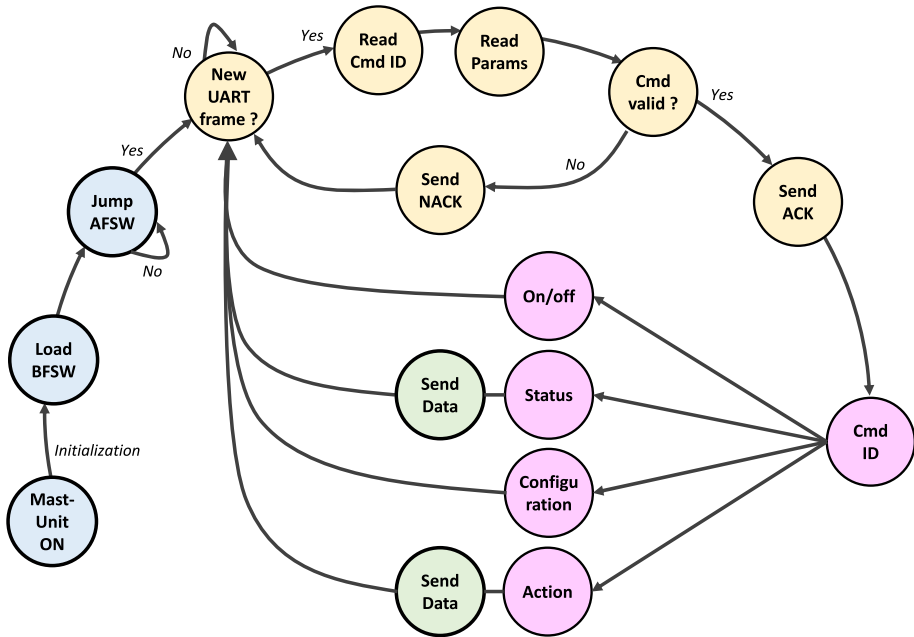 No
New
UART
frame ?
Yes
Read
Cmd ID
Read
Params
Cmd
valid ?
Yes
No
Send
NACK
Send
ACK
Yes
Jump
AFSW
No
Load
BFSW
Initialization
Mast-
Unit
ON
On/off
Send
Data
Status
Cmd
ID
Configu
ration
Send
Data
Action